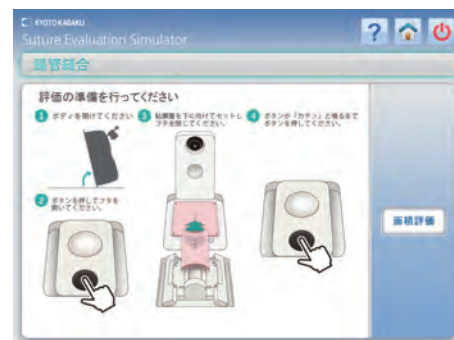 KYOTO KAGAKU
Suture Evaluation Simulator
腸管縫合
評価の準備を行ってください
1 ボディを開けてください
2 ボタンを押してフタを
開いてください。
3 粘膜面を下に向けてセットし
フタを閉じてください。
4 ボタンが「カチッ」と鳴るまで
ボタンを押してください。
面積評価
?